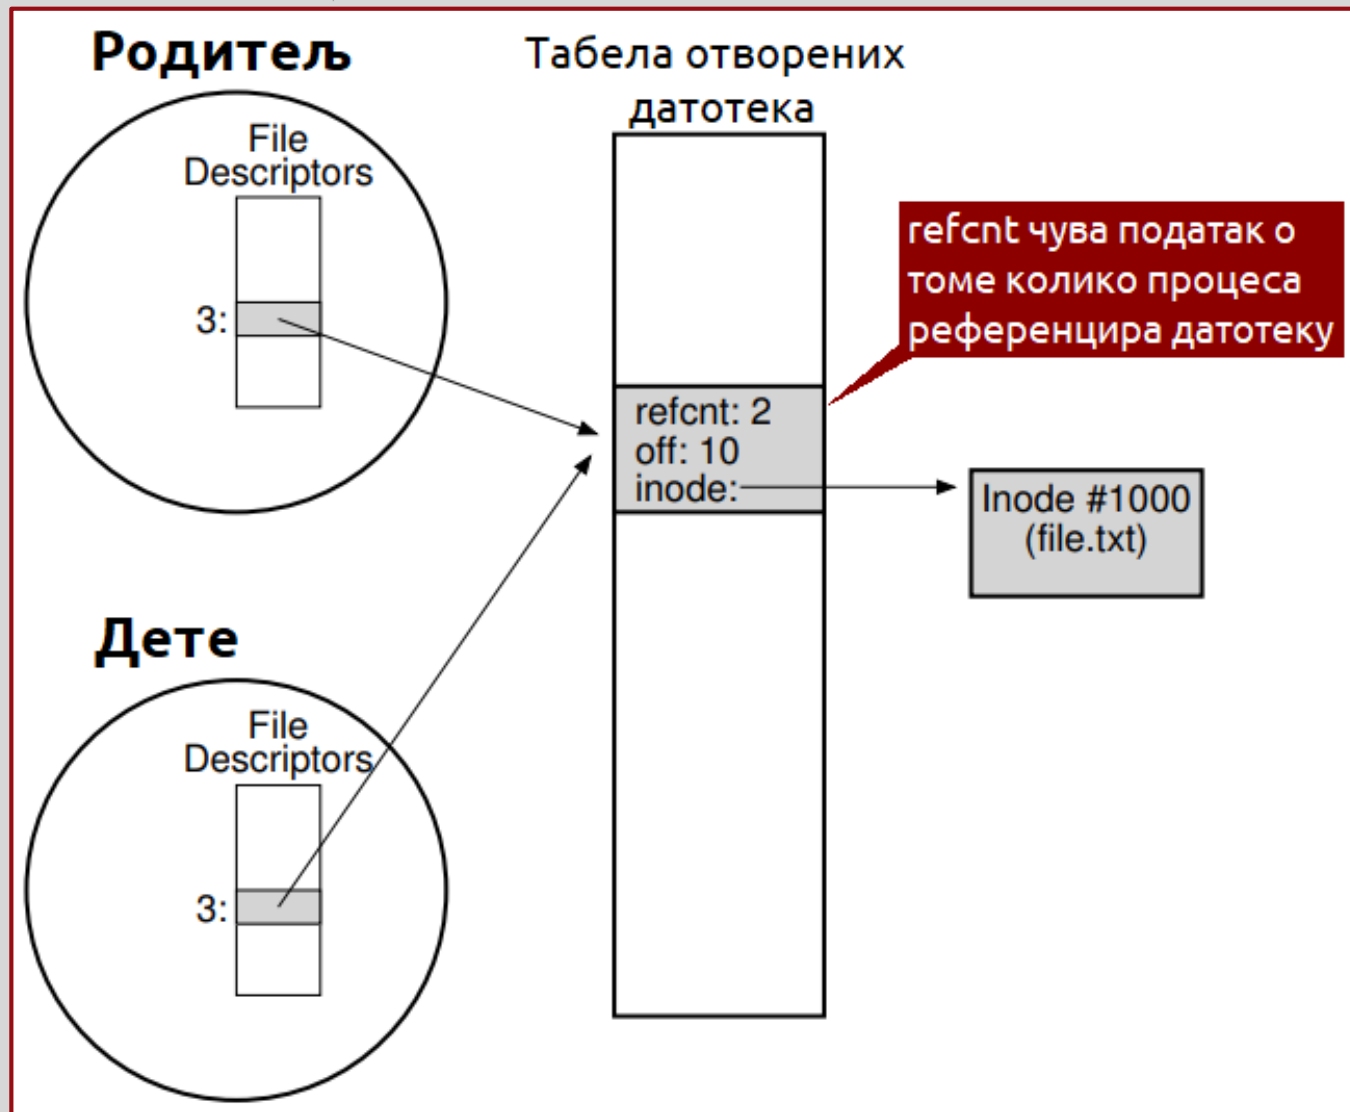 Родитељ
File
Descriptors
3:
Табела отворених
датотека
refcnt: 2
off: 10
inode:
refcnt чува податак о
томе колико процеса
референцира датотеку
Inode #1000
(file.txt)
Дете
File
Descriptors
3: